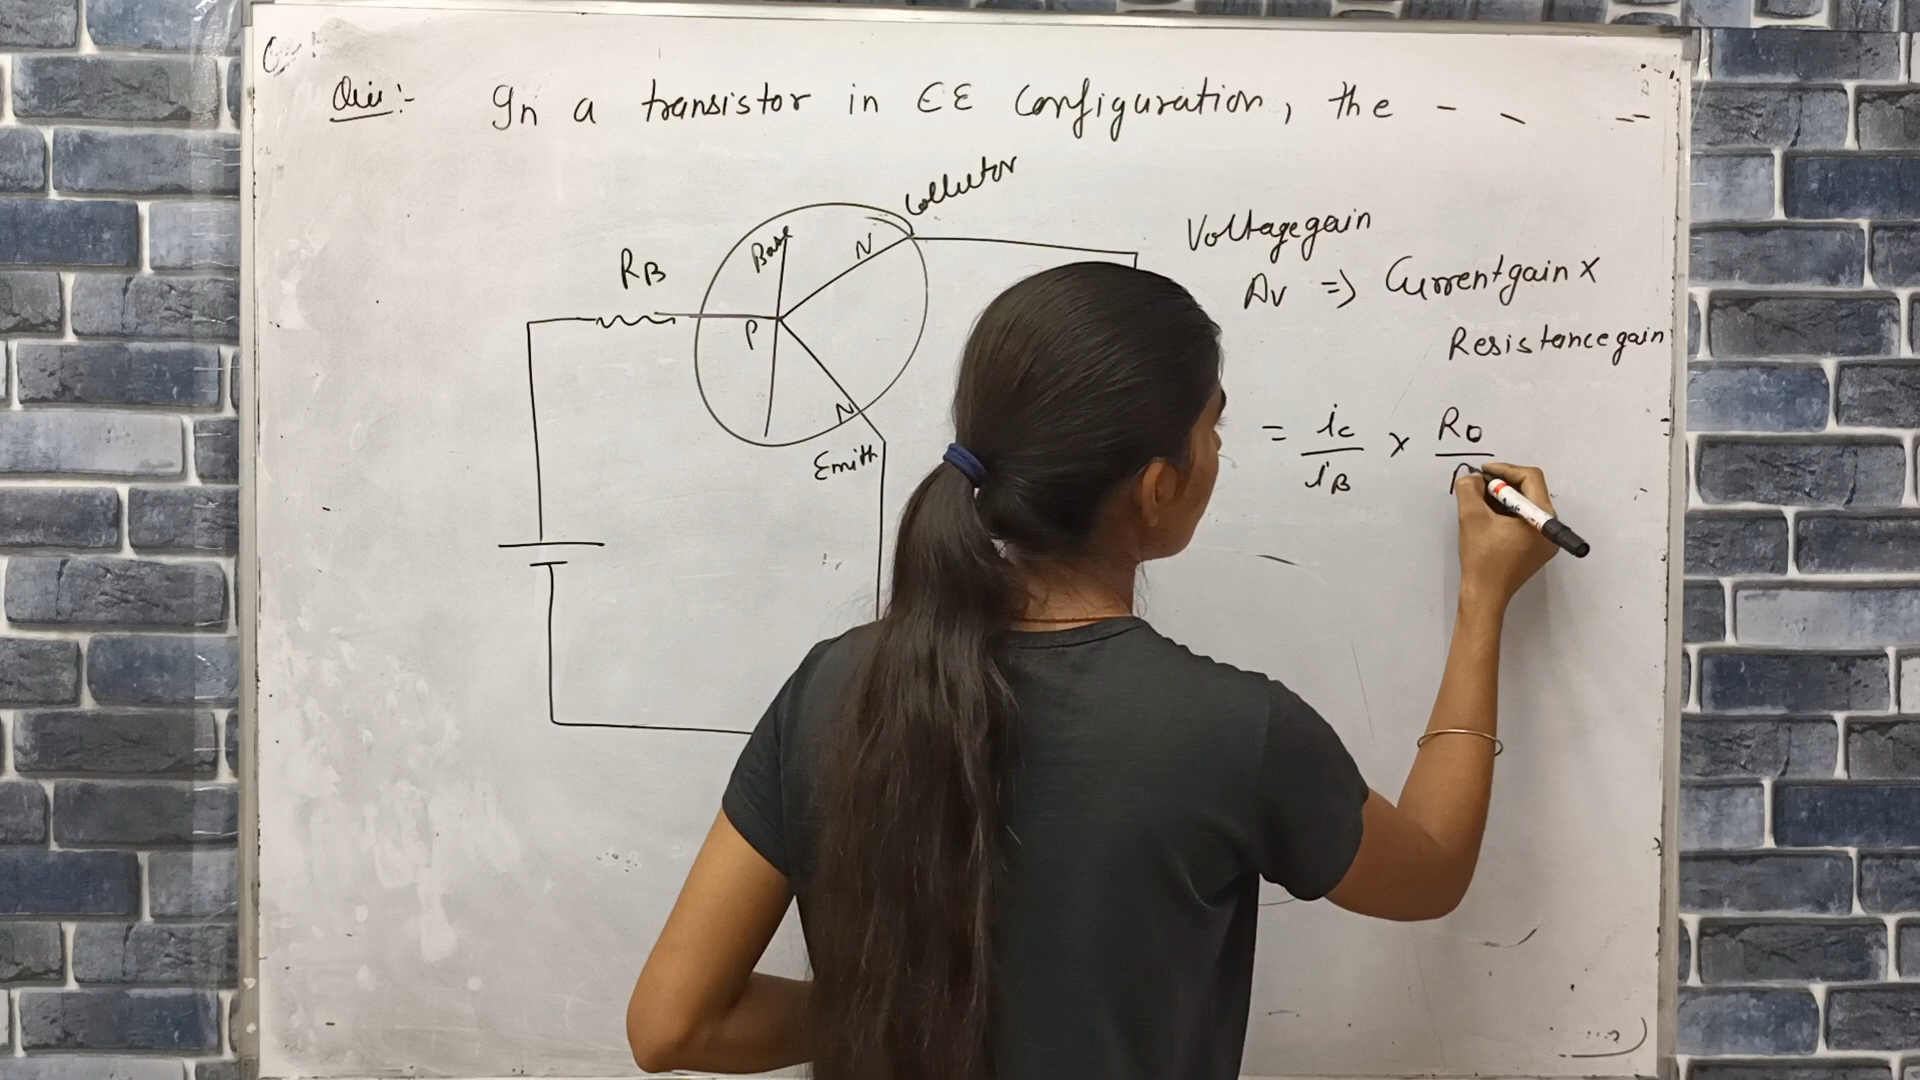 Que:- In a transistor in CE Configuration, the - - --
Collector
Base
N
RB
P
N
Emitt
Voltage gain
Av => Current gain x
Resistance gain
= ic/iB x Ro/